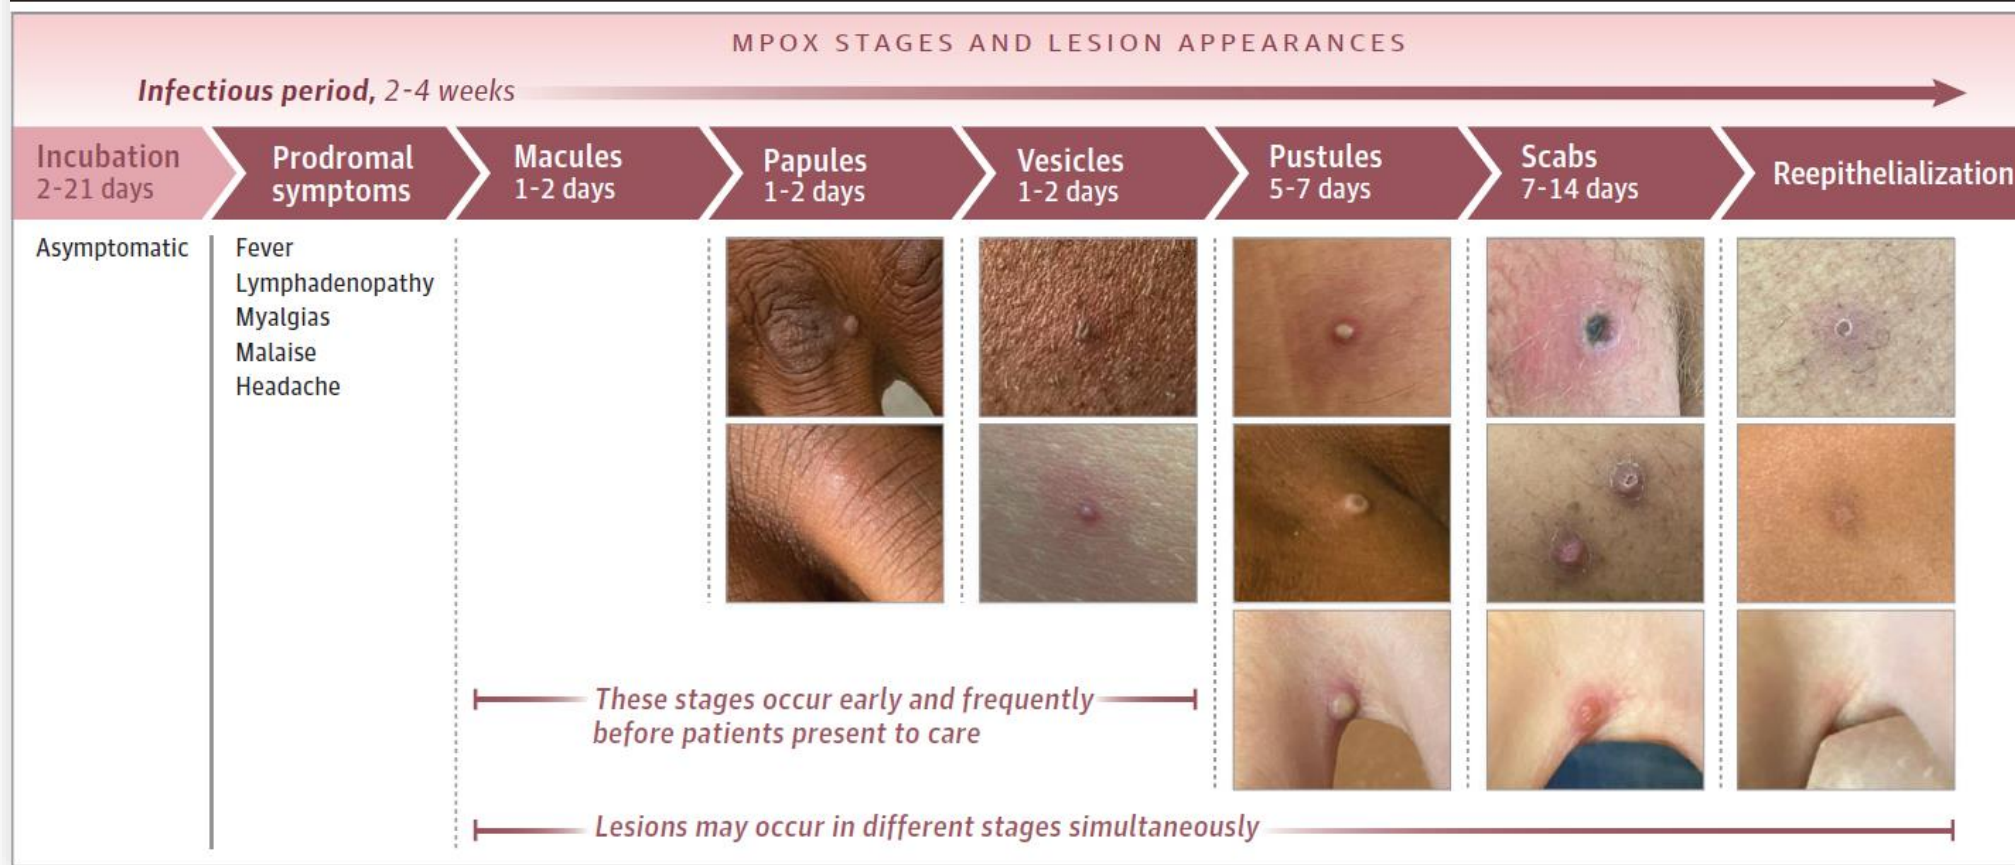 MPOX STAGES AND LESION APPEARANCES
Infectious period, 2-4 weeks
Incubation
2-21 days
Prodromal
symptoms
Macules
1-2 days
Papules
1-2 days
Vesicles
1-2 days
Pustules
5-7 days
Scabs
7-14 days
Reepithelialization
Asymptomatic
Fever
Lymphadenopathy
Myalgias
Malaise
Headache
These stages occur early and frequently
before patients present to care
Lesions may occur in different stages simultaneously